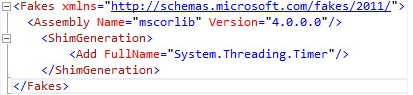 <Fakes xmlns="http://schemas.microsoft.com/fakes/2011/">
<Assembly Name="mscorlib" Version="4.0.0.0"/>
<ShimGeneration>
<Add FullName="System.Threading.Timer"/>
</ShimGeneration>
</Fakes>